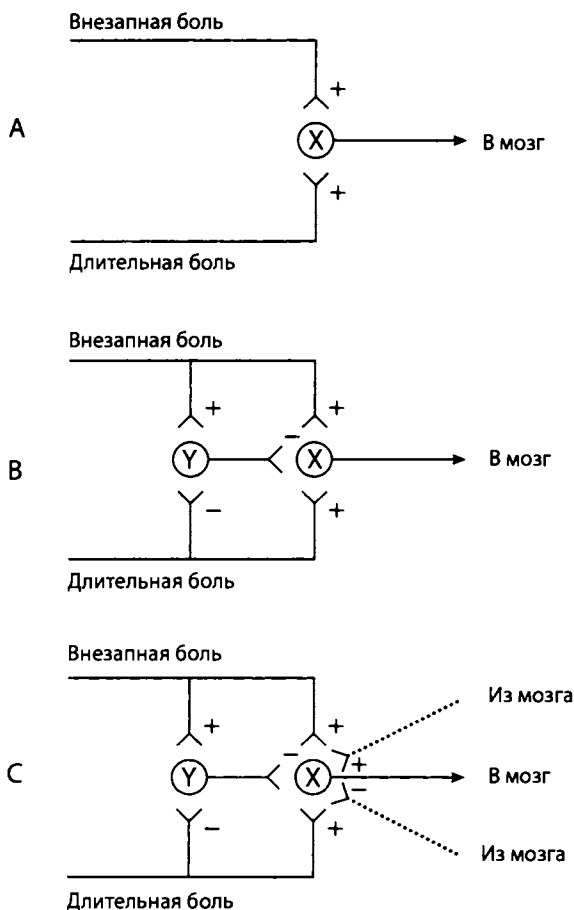 Внезапная боль
+
A
X
В мозг
+
Длительная боль
Внезапная боль
+
+
−
B
Y
X
В мозг
−
+
Длительная боль
Внезапная боль
Из мозга
+
+
−
+
C
Y
X
В мозг
−
−
+
Из мозга
Длительная боль